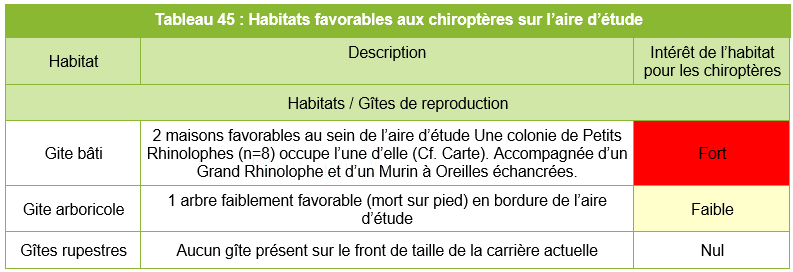 Tableau 45 : Habitats favorables aux chiroptères sur l'aire d'étude
Habitat
Description
Intérêt de l'habitat
pour les chiroptères
Habitats / Gîtes de reproduction
Gite bâti
2 maisons favorables au sein de l'aire d'étude Une colonie de Petits
Rhinolophes (n=8) occupe l'une d'elle (Cf. Carte). Accompagnée d'un
Grand Rhinolophe et d'un Murin à Oreilles échancrées.
Fort
Gite arboricole
1 arbre faiblement favorable (mort sur pied) en bordure de l'aire
d'étude
Faible
Gîtes rupestres
Aucun gîte présent sur le front de taille de la carrière actuelle
Nul